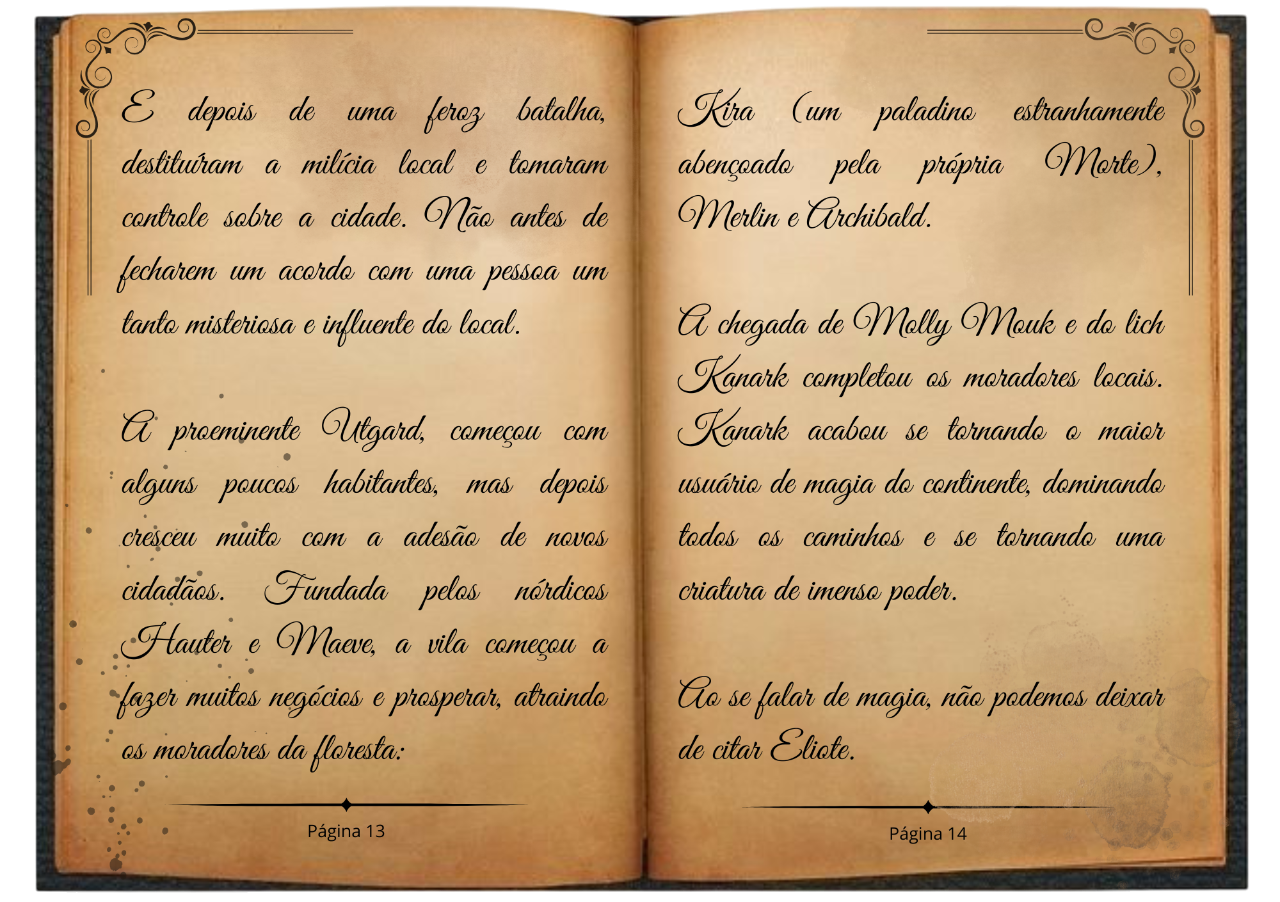 E depois de uma feroz batalha,
destituíram a milícia local e tomaram
controle sobre a cidade. Não antes de
fecharem um acordo com uma pessoa um
tanto misteriosa e influente do local.
A proeminente Utgard, começou com
alguns poucos habitantes, mas depois
cresceu muito com a adesão de novos
cidadãos. Fundada pelos nórdicos
Hauter e Maeve, a vila começou a
fazer muitos negócios e prosperar, atraindo
os moradores da floresta:
Página 13
Kira (um paladino estranhamente
abençoado pela própria Morte),
Merlin e Archibald.
A chegada de Molly Mouk e do lich
Kanark completou os moradores locais.
Kanark acabou se tornando o maior
usuário de magia do continente, dominando
todos os caminhos e se tornando uma
criatura de imenso poder.
Ao se falar de magia, não podemos deixar
de citar Eliote.
Página 14